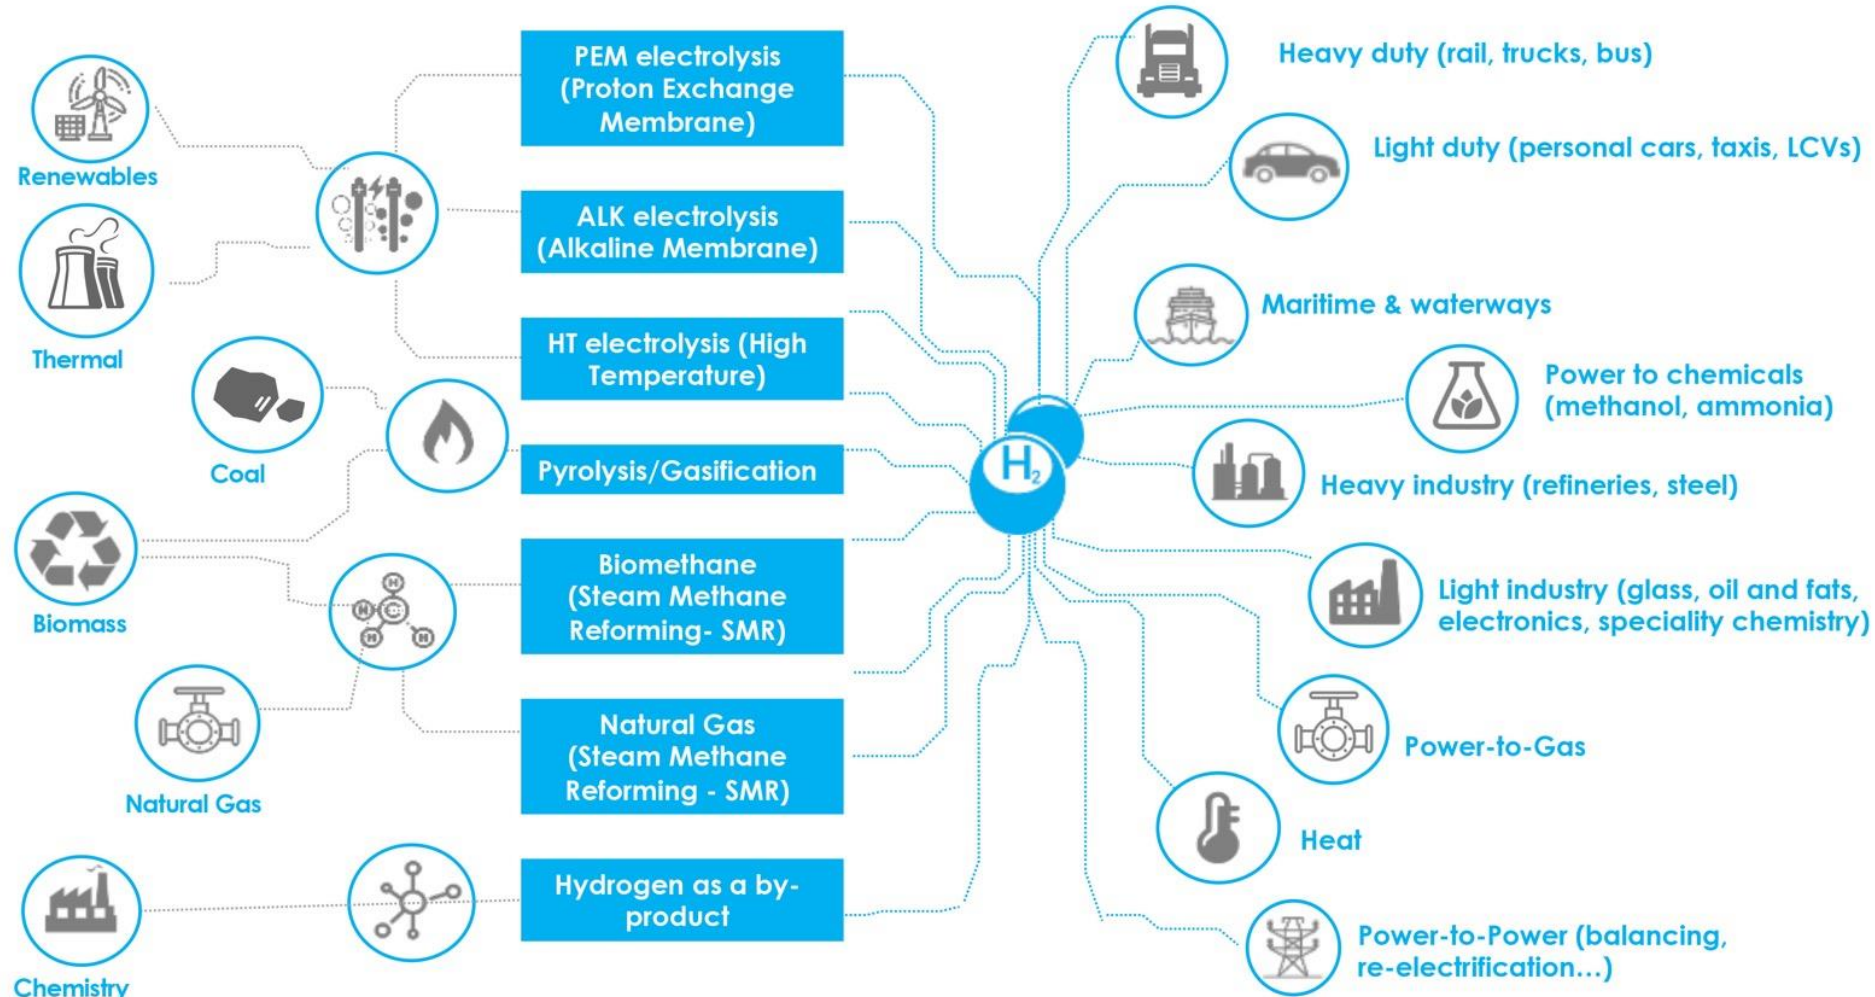 Renewables
Thermal
Coal
Biomass
Natural Gas
Chemistry
PEM electrolysis
(Proton Exchange
Membrane)
ALK electrolysis
(Alkaline Membrane)
HT electrolysis (High
Temperature)
Pyrolysis/Gasification
Biomethane
(Steam Methane
Reforming- SMR)
Natural Gas
(Steam Methane
Reforming - SMR)
Hydrogen as a by-
product
H
H
C
H
H
H₂
Heavy duty (rail, trucks, bus)
Light duty (personal cars, taxis, LCVs)
Maritime & waterways
Power to chemicals
(methanol, ammonia)
Heavy industry (refineries, steel)
Light industry (glass, oil and fats,
electronics, speciality chemistry)
Power-to-Gas
Heat
Power-to-Power (balancing,
re-electrification...)